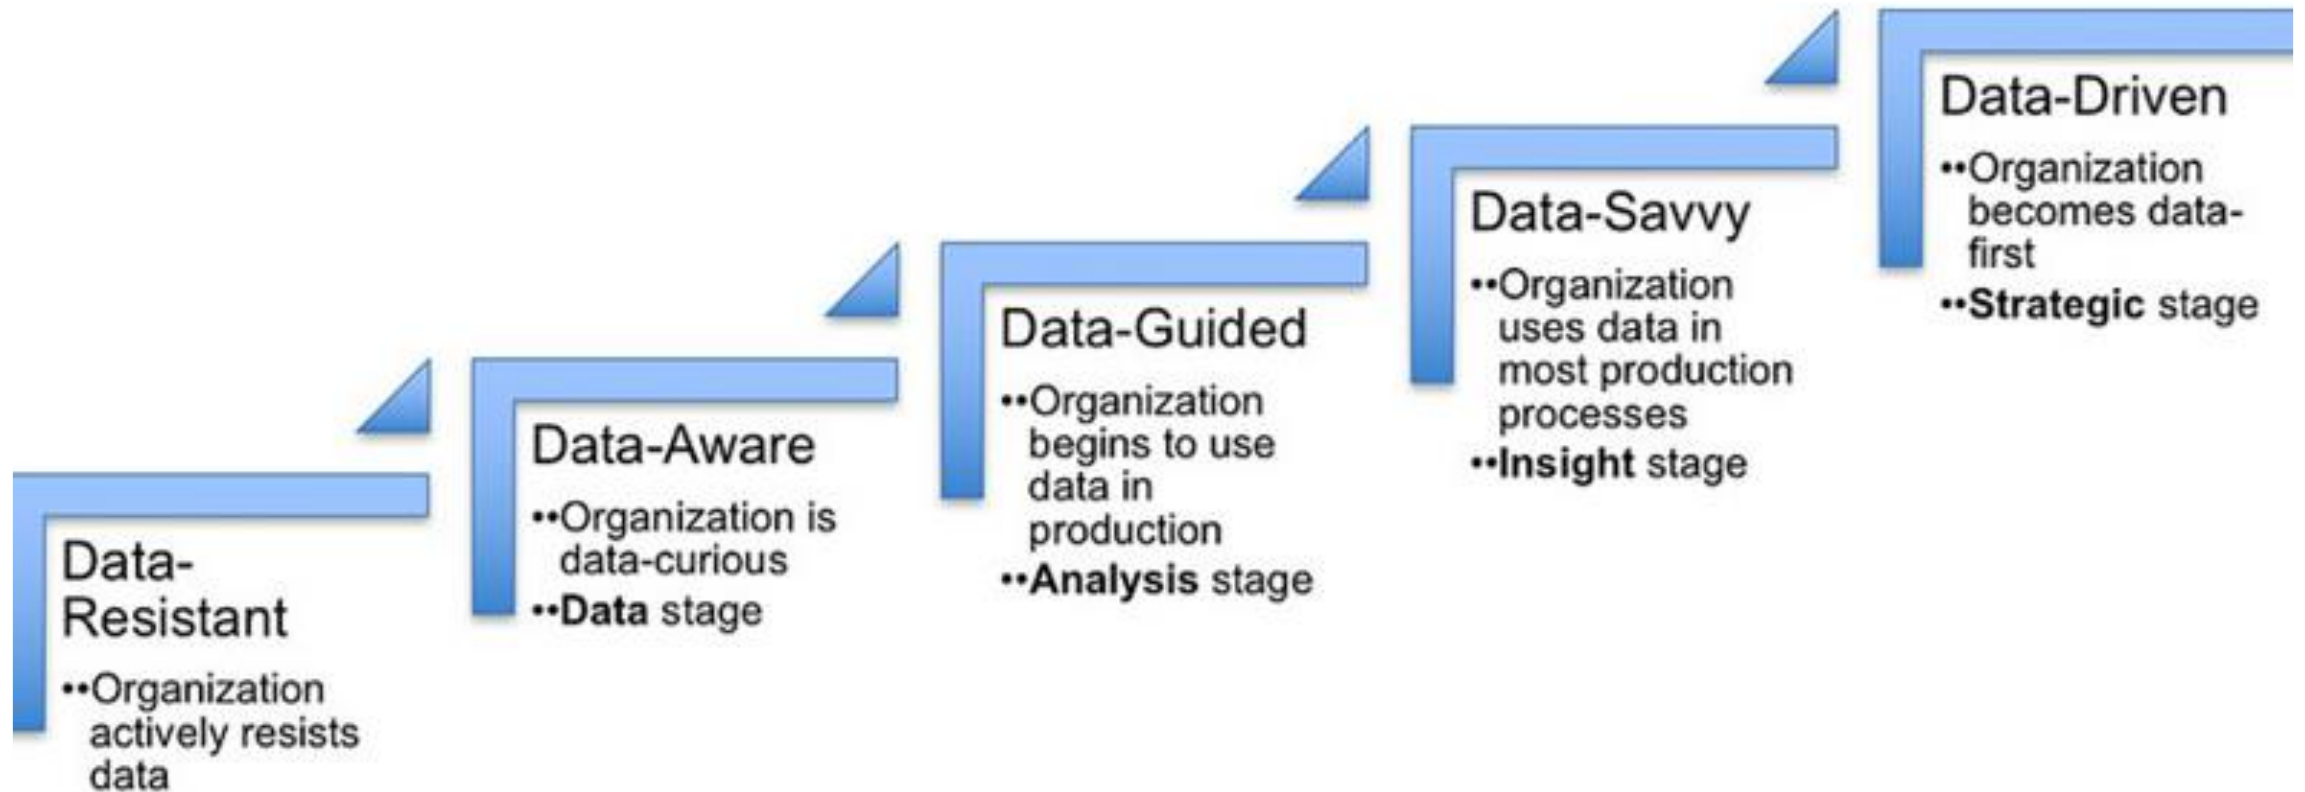 Data-
Resistant
••Organization
actively resists
data
Data-Aware
••Organization is
data-curious
••Data stage
Data-Guided
••Organization
begins to use
data in
production
••Analysis stage
Data-Savvy
••Organization
uses data in
most production
processes
••Insight stage
Data-Driven
••Organization
becomes data-
first
••Strategic stage